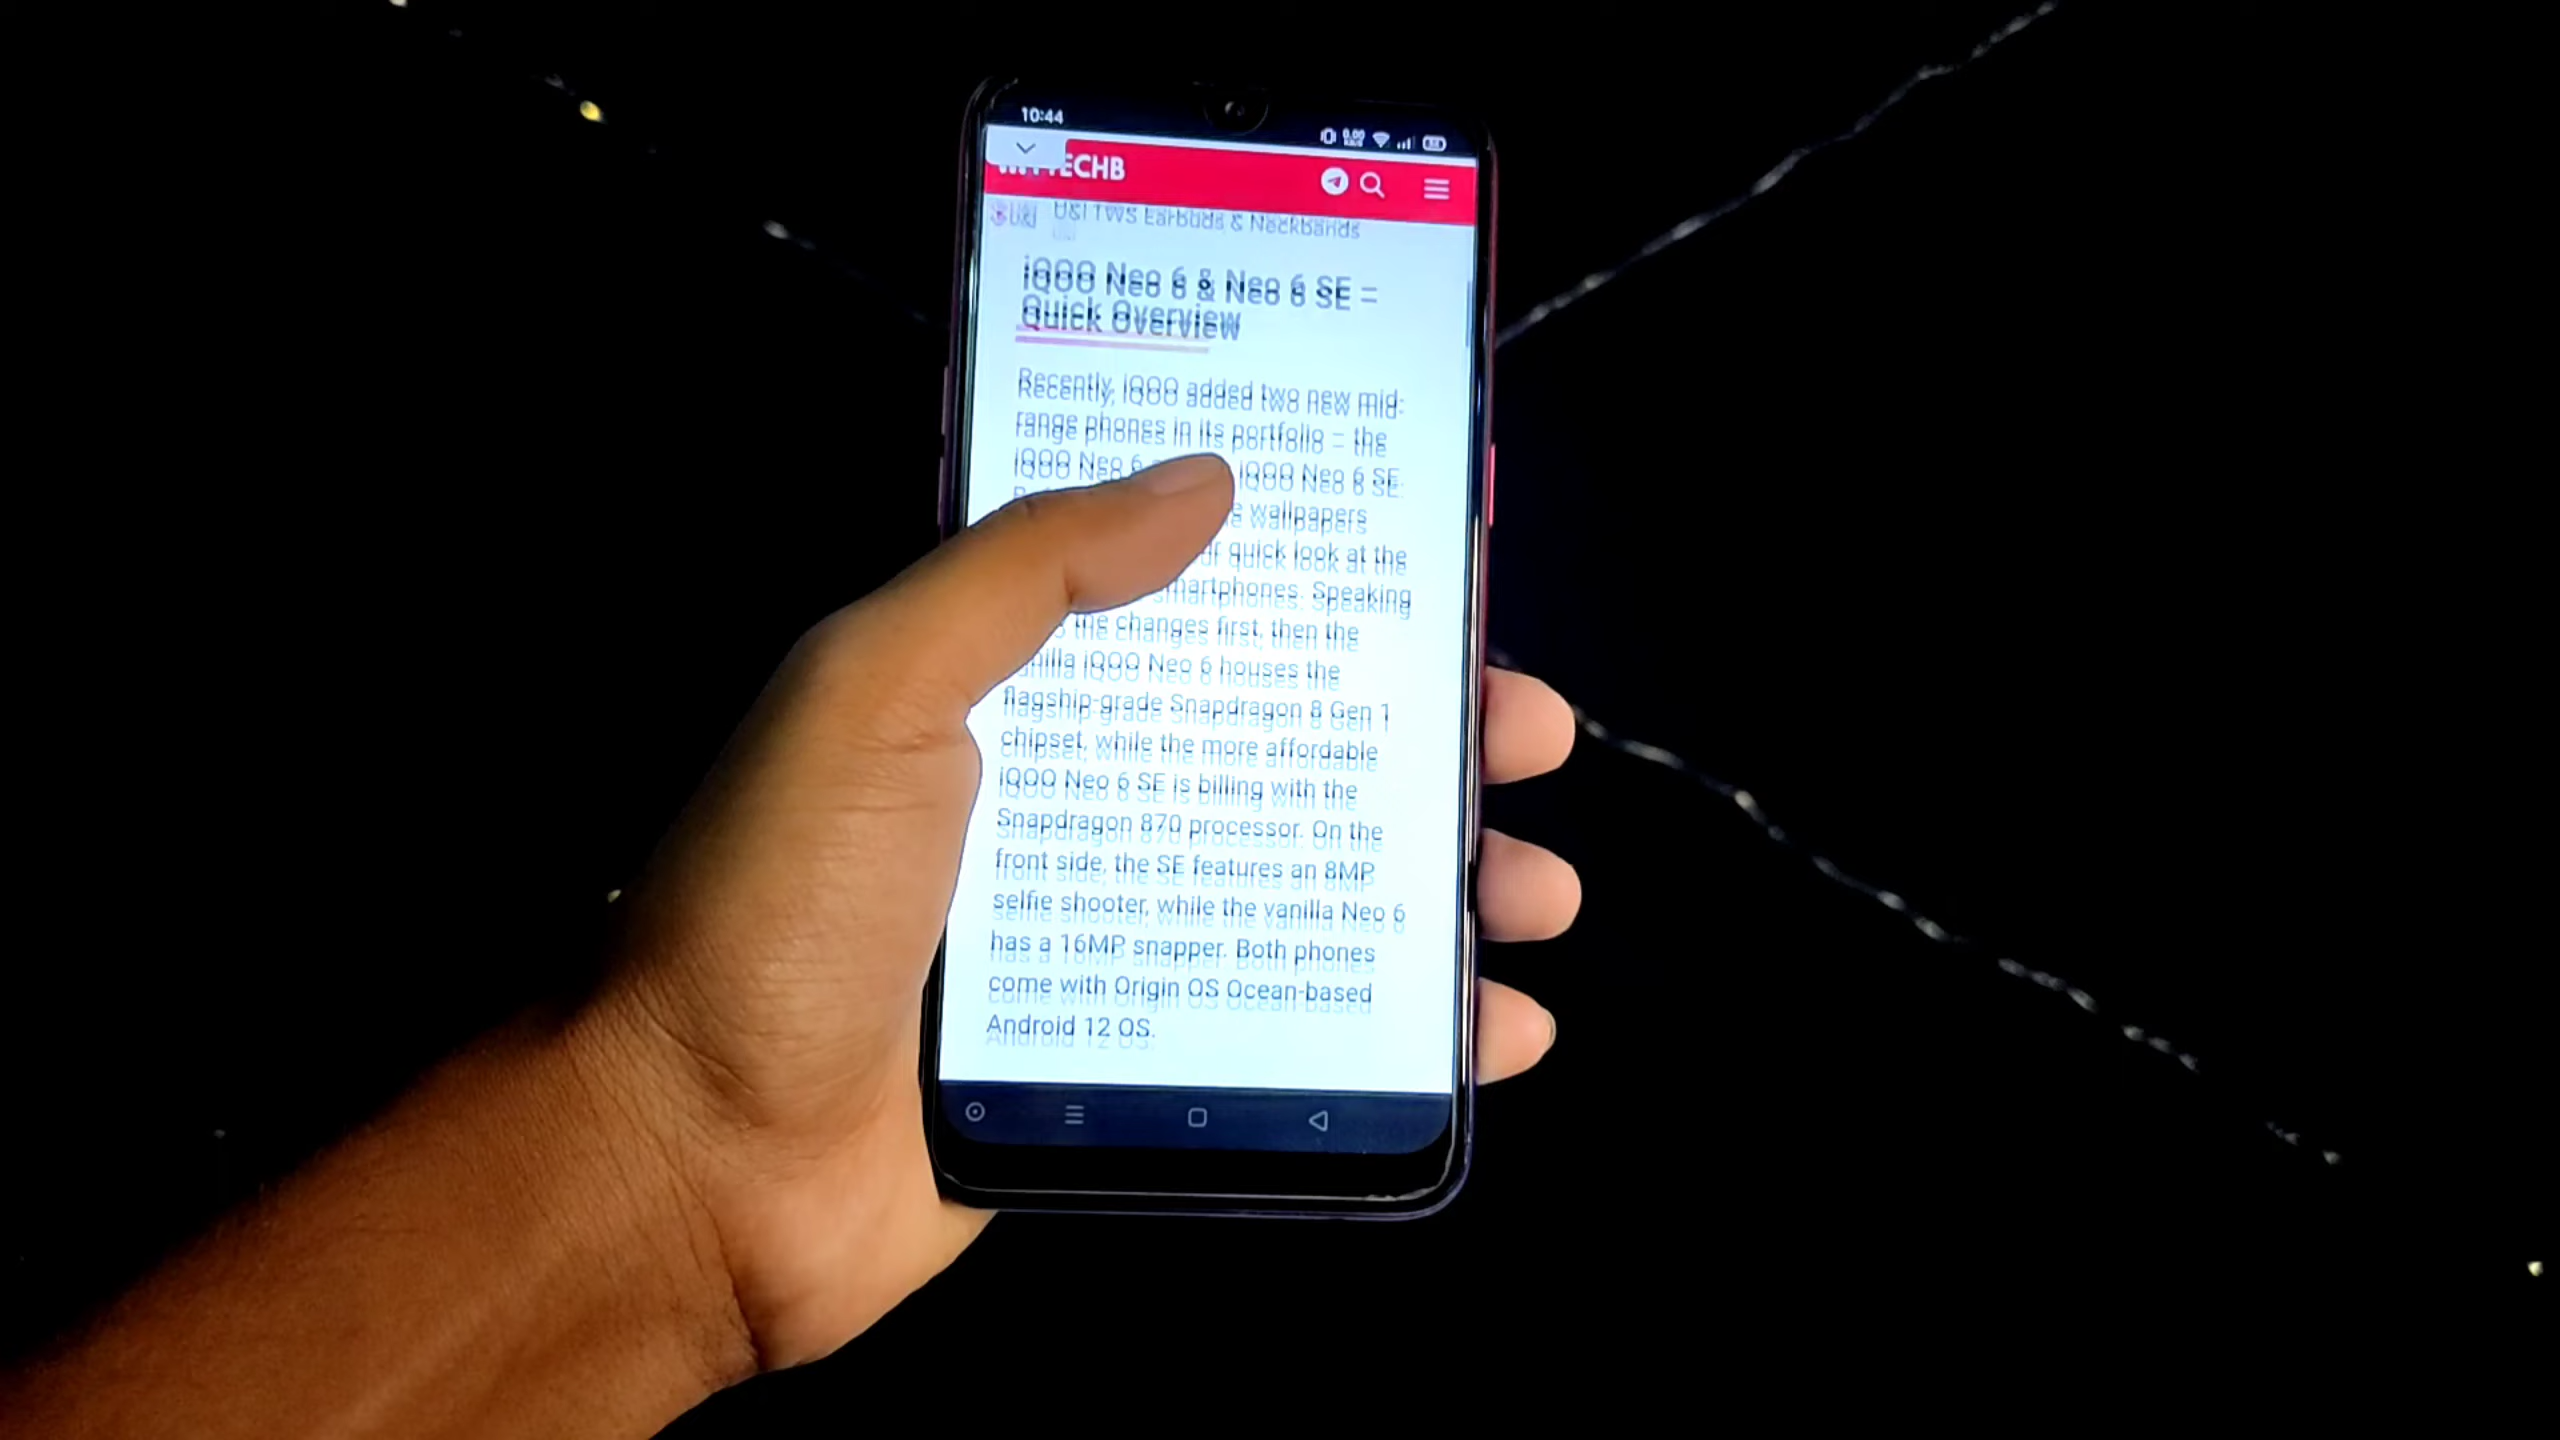 10:44
0.00
ECHB
U&I TWS Earbuds & Neckbands
iQOO Neo 6 & Neo 6 SE –
Quick Overview
Recently, iQOO added two new mid-
range phones in its portfolio – the
iQOO Neo 6 iQOO Neo 6 SE.
wallpapers
quick look at the
smartphones. Speaking
the changes first, then the
vanilla iQOO Neo 6 houses the
flagship-grade Snapdragon 8 Gen 1
chipset, while the more affordable
iQOO Neo 6 SE is billing with the
Snapdragon 870 processor. On the
front side, the SE features an 8MP
selfie shooter, while the vanilla Neo 6
has a 16MP snapper. Both phones
come with Origin OS Ocean-based
Android 12 OS.